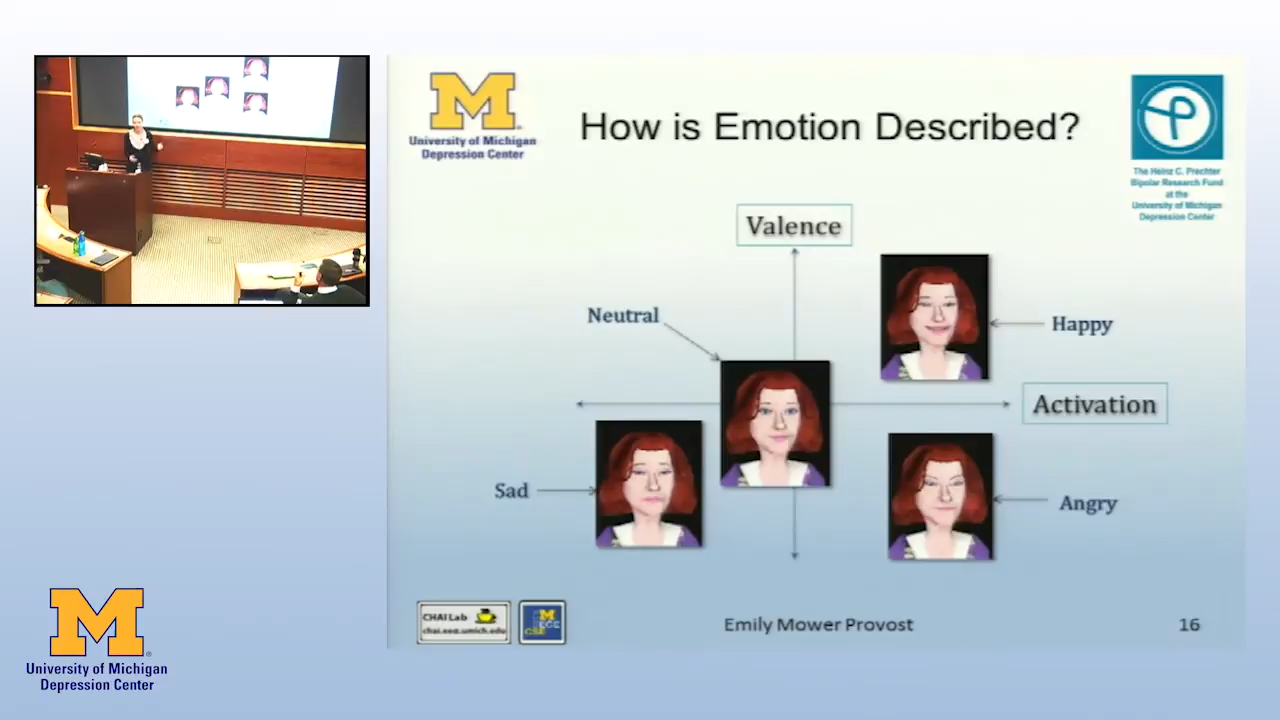 University of Michigan
Depression Center
How is Emotion Described?
The Heinz C. Prechter
Bipolar Research Fund
at the
University of Michigan
Depression Center
Valence
Neutral
Happy
Activation
Sad
Angry
CHAI Lab
chai.eecs.umich.edu
M
ECE
CSE
Emily Mower Provost
16
M
University of Michigan
Depression Center